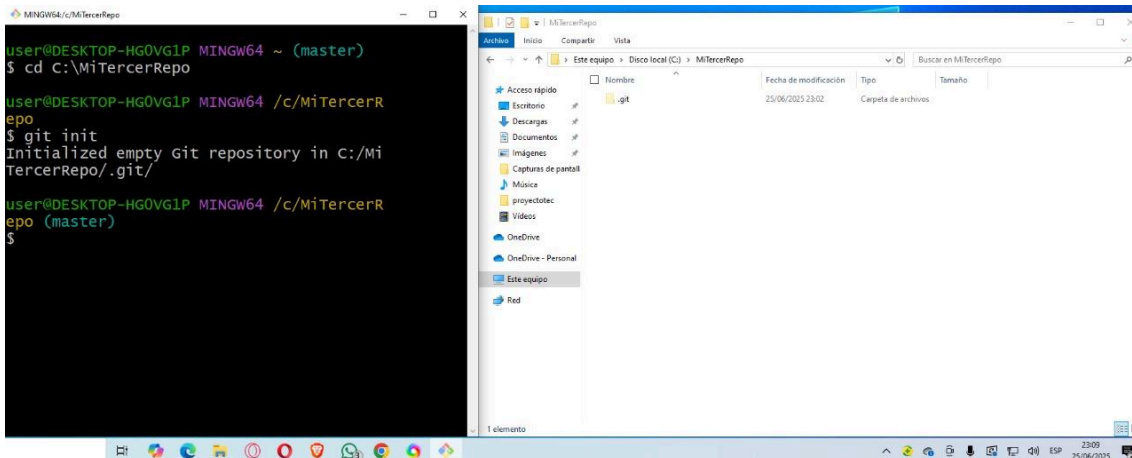 MINGW64:/c/MiTercerRepo
user@DESKTOP-HG0VG1P MINGW64 ~ (master)
$ cd C:\MiTercerRepo
user@DESKTOP-HG0VG1P MINGW64 /c/MiTercerR
epo
$ git init
Initialized empty Git repository in C:/Mi
TercerRepo/.git/
user@DESKTOP-HG0VG1P MINGW64 /c/MiTercerR
epo (master)
$
MiTercerRepo
Archivo Inicio Compartir Vista
Este equipo > Disco local (C:) > MiTercerRepo
Buscar en MiTercerRepo
Nombre Fecha de modificación Tipo Tamaño
.git 25/06/2025 23:02 Carpeta de archivos
Acceso rápido
Escritorio
Descargas
Documentos
Imágenes
Capturas de pantall
Música
proyectotec
Vídeos
OneDrive
OneDrive - Personal
Este equipo
Red
1 elemento
ESP
23:09
25/06/2025